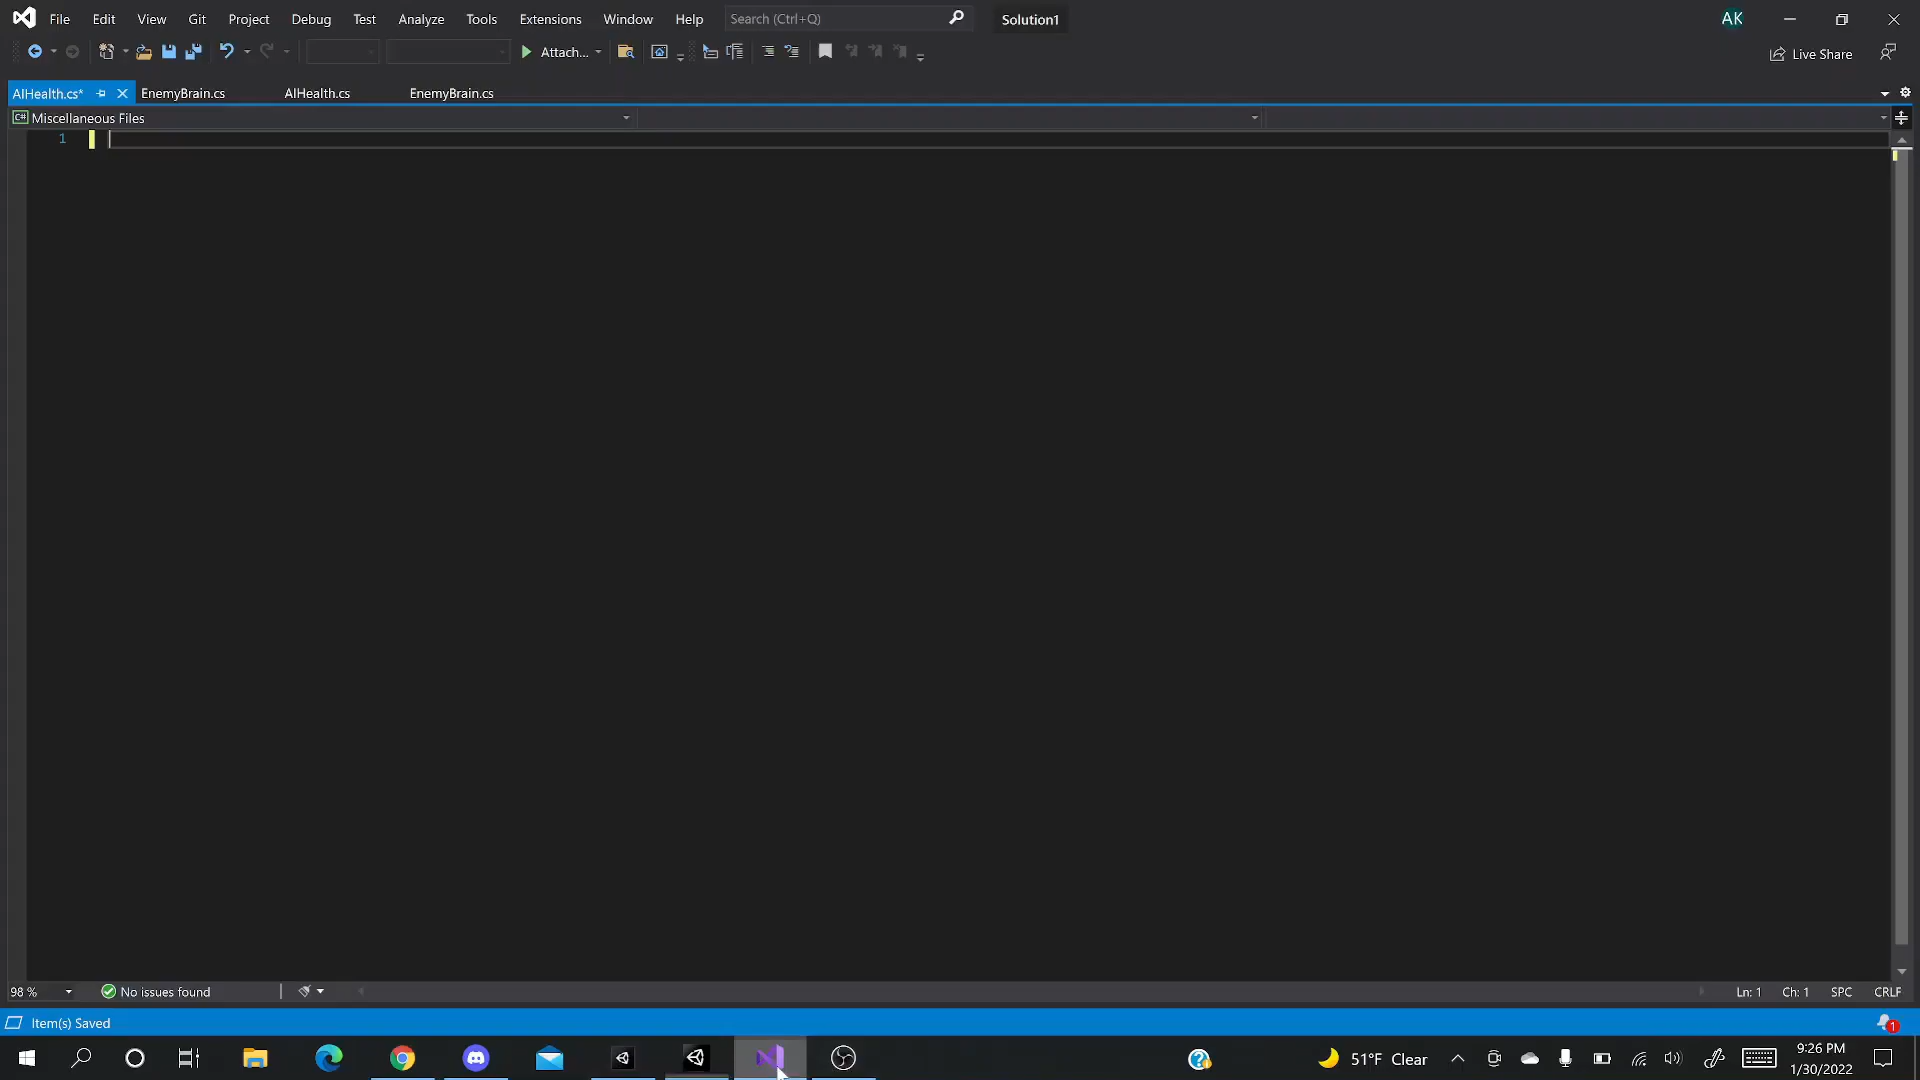 File Edit View Git Project Debug Test Analyze Tools Extensions Window Help Search (Ctrl+Q) Solution1 AK
Attach... Live Share
AIHealth.cs* EnemyBrain.cs AIHealth.cs EnemyBrain.cs
C# Miscellaneous Files
1
98 % No issues found Ln: 1 Ch: 1 SPC CRLF
Item(s) Saved 1
51°F Clear 9:26 PM
1/30/2022